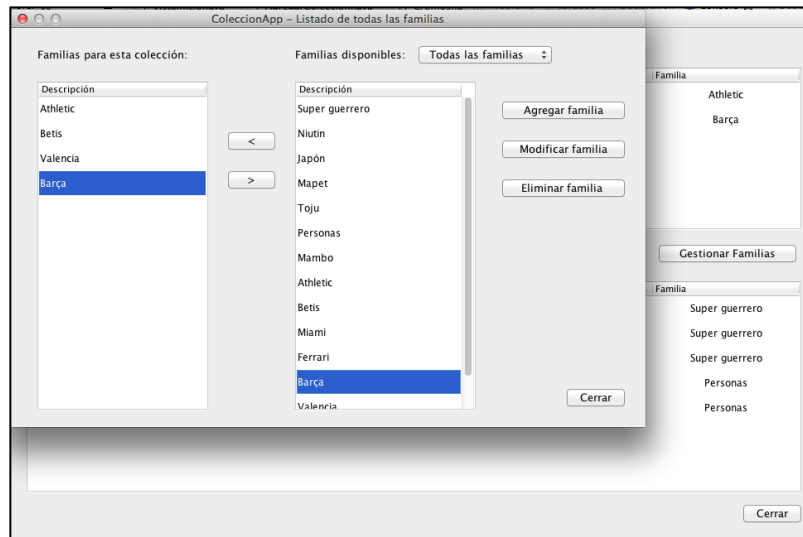 ColeccionApp – Listado de todas las familias
Familias para esta colección:
Familias disponibles: Todas las familias
Descripción
Athletic
Betis
Valencia
Barça
<
>
Descripción
Super guerrero
Niutin
Japón
Mapet
Toju
Personas
Mambo
Athletic
Betis
Miami
Ferrari
Barça
Valencia
Agregar familia
Modificar familia
Eliminar familia
Cerrar
Familia
Athletic
Barça
Gestionar Familias
Familia
Super guerrero
Super guerrero
Super guerrero
Personas
Personas
Cerrar